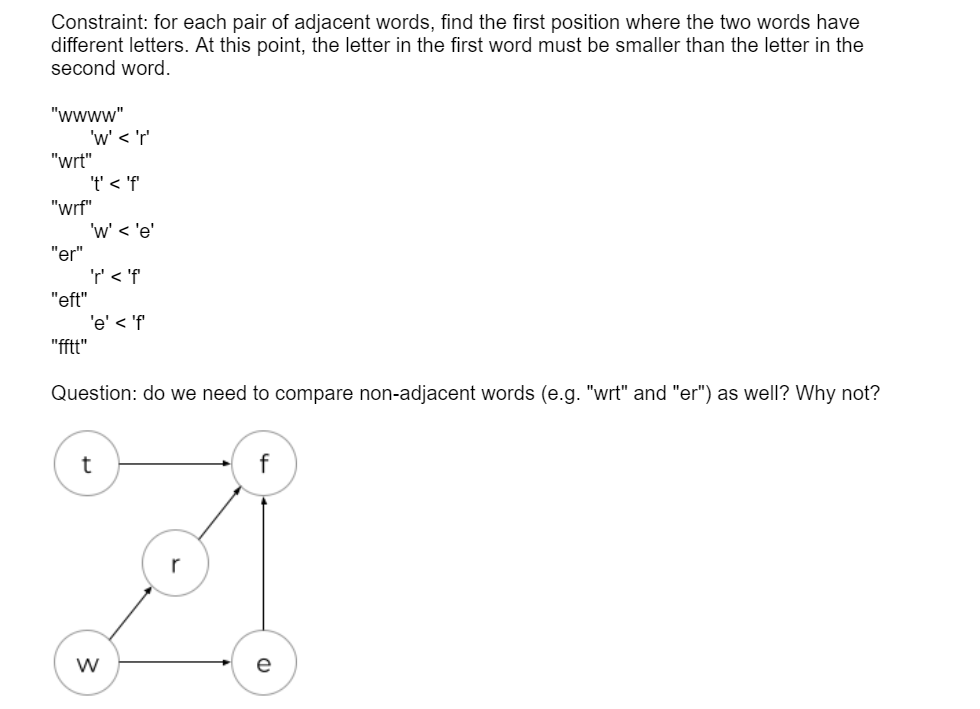 Constraint: for each pair of adjacent words, find the first position where the two words have
different letters. At this point, the letter in the first word must be smaller than the letter in the
second word.
"wwww"
'w' < 'r'
"wrt"
't' < 'f'
"wrf"
'w' < 'e'
"er"
'r' < 'f'
"eft"
'e' < 'f'
"fftt"
Question: do we need to compare non-adjacent words (e.g. "wrt" and "er") as well? Why not?
t
f
r
w
e